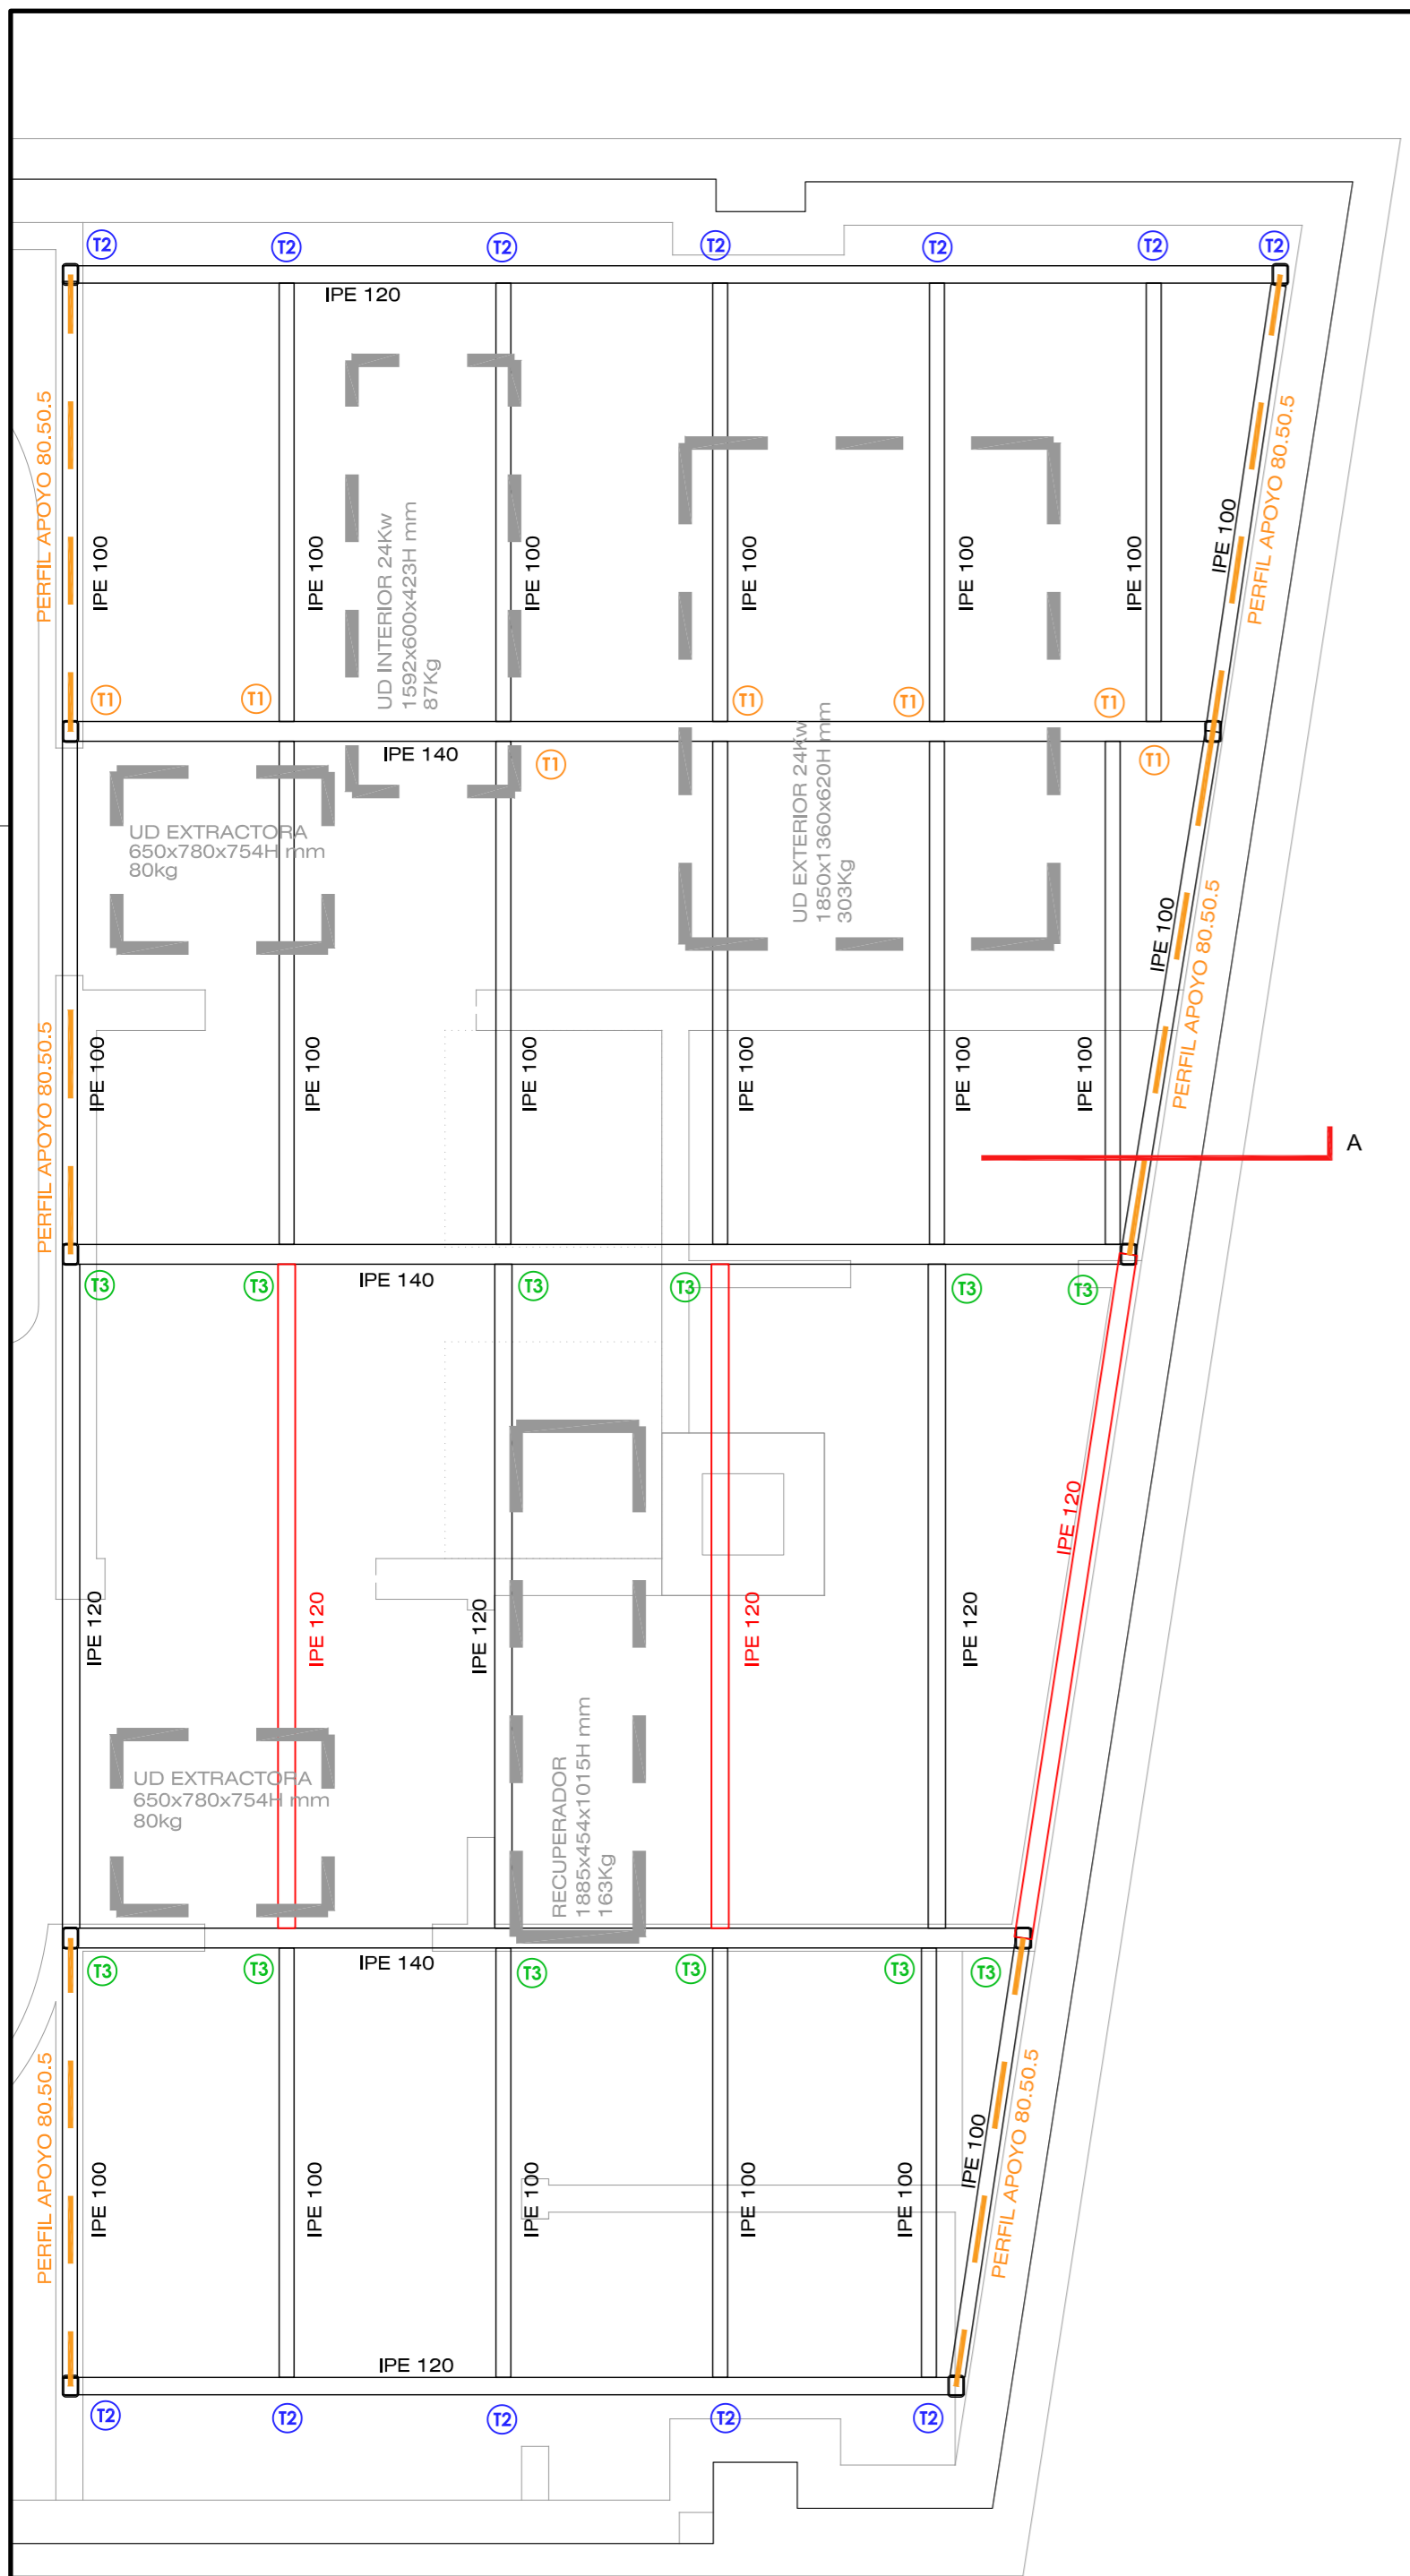 T2
T2
T2
T2
T2
T2
T2
IPE 120
PERFIL APOYO 80.50.5
IPE 100
IPE 100
UD INTERIOR 24Kw
1592x600x423H mm
87Kg
IPE 100
IPE 100
IPE 100
IPE 100
IPE 100
PERFIL APOYO 80.50.5
T1
T1
T1
T1
T1
IPE 140
T1
T1
UD EXTRACTORA
650x780x754H mm
80kg
UD EXTERIOR 24Kw
1850x1360x620H mm
303Kg
IPE 100
PERFIL APOYO 80.50.5
PERFIL APOYO 80.50.5
IPE 100
IPE 100
IPE 100
IPE 100
IPE 100
IPE 100
A
T3
T3
IPE 140
T3
T3
T3
T3
IPE 120
IPE 120
IPE 120
IPE 120
IPE 120
IPE 120
UD EXTRACTORA
650x780x754H mm
80kg
RECUPERADOR
1885x454x1015H mm
163Kg
T3
T3
IPE 140
T3
T3
T3
T3
PERFIL APOYO 80.50.5
IPE 100
IPE 100
IPE 100
IPE 100
IPE 100
IPE 100
PERFIL APOYO 80.50.5
IPE 120
T2
T2
T2
T2
T2